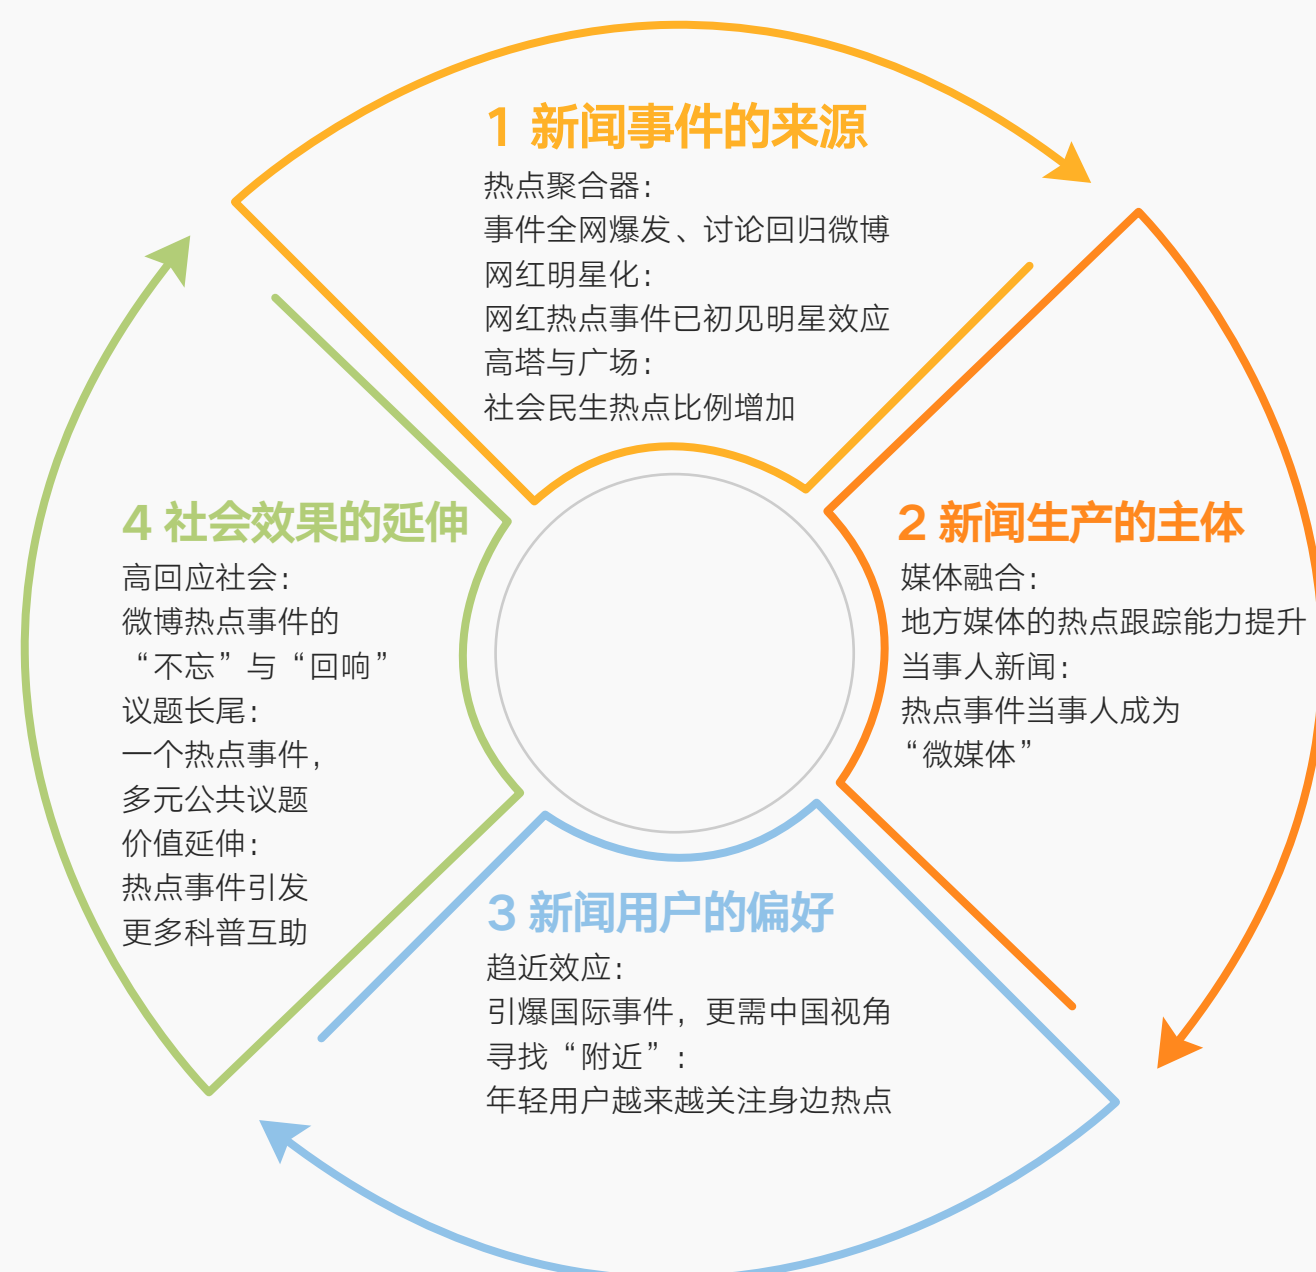 1 新闻事件的来源
热点聚合器：
事件全网爆发、讨论回归微博
网红明星化：
网红热点事件已初见明星效应
高塔与广场：
社会民生热点比例增加
2 新闻生产的主体
媒体融合：
地方媒体的热点跟踪能力提升
当事人新闻：
热点事件当事人成为
“微媒体”
3 新闻用户的偏好
趋近效应：
引爆国际事件，更需中国视角
寻找“附近”：
年轻用户越来越关注身边热点
4 社会效果的延伸
高回应社会：
微博热点事件的
“不忘”与“回响”
议题长尾：
一个热点事件，
多元公共议题
价值延伸：
热点事件引发
更多科普互助